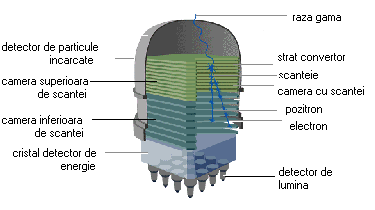 raza gama
detector de particule
incarcate
strat convertor
scanteie
camera superioara
de scantei
camera cu scantei
pozitron
camera inferioara
de scantei
electron
cristal detector de
energie
detector de
lumina